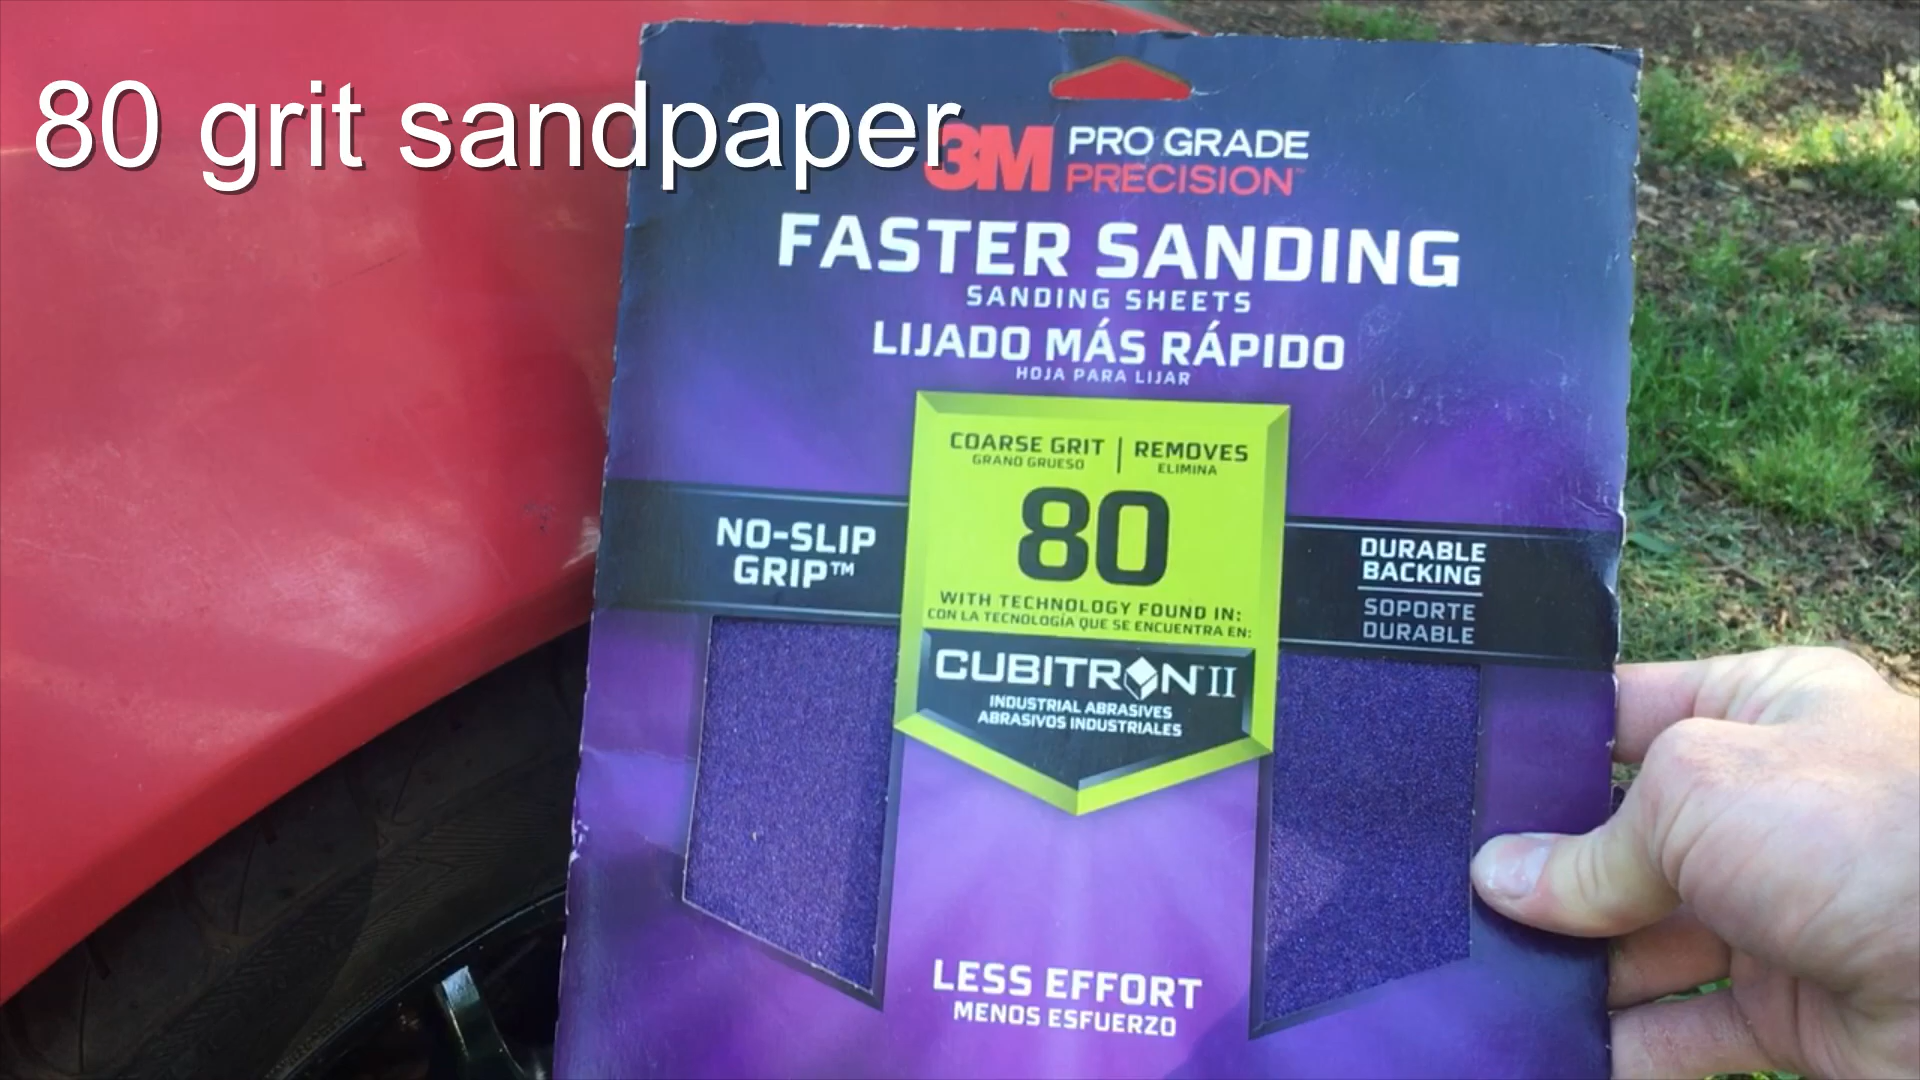 80 grit sandpaper
3M PRO GRADE
PRECISION™
FASTER SANDING
SANDING SHEETS
LIJADO MÁS RÁPIDO
HOJA PARA LIJAR
COARSE GRIT | REMOVES
GRANO GRUESO ELIMINA
80
NO-SLIP
GRIP™
DURABLE
BACKING
SOPORTE
DURABLE
WITH TECHNOLOGY FOUND IN:
CON LA TECNOLOGÍA QUE SE ENCUENTRA EN:
CUBITRON™ II
INDUSTRIAL ABRASIVES
ABRASIVOS INDUSTRIALES
LESS EFFORT
MENOS ESFUERZO